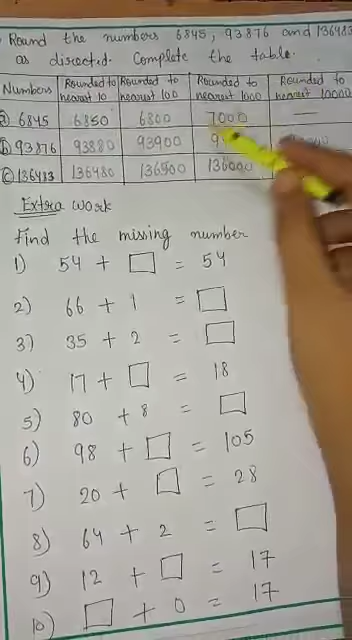 Round the numbers 6845, 93876 and 136483
as directed. Complete the table.
Numbers Rounded to nearest 10 Rounded to nearest 100 Rounded to nearest 1000 Rounded to nearest 10000
a) 6845 6850 6800 7000 —
b) 93876 93880 93900
c) 136483 136480 136500 136000
Extra work
Find the missing number
1) 54 + □ = 54
2) 66 + 1 = □
3) 35 + 2 = □
4) 17 + □ = 18
5) 80 + 8 = □
6) 98 + □ = 105
7) 20 + □ = 28
8) 64 + 2 = □
9) 12 + □ = 17
10) □ + 0 = 17